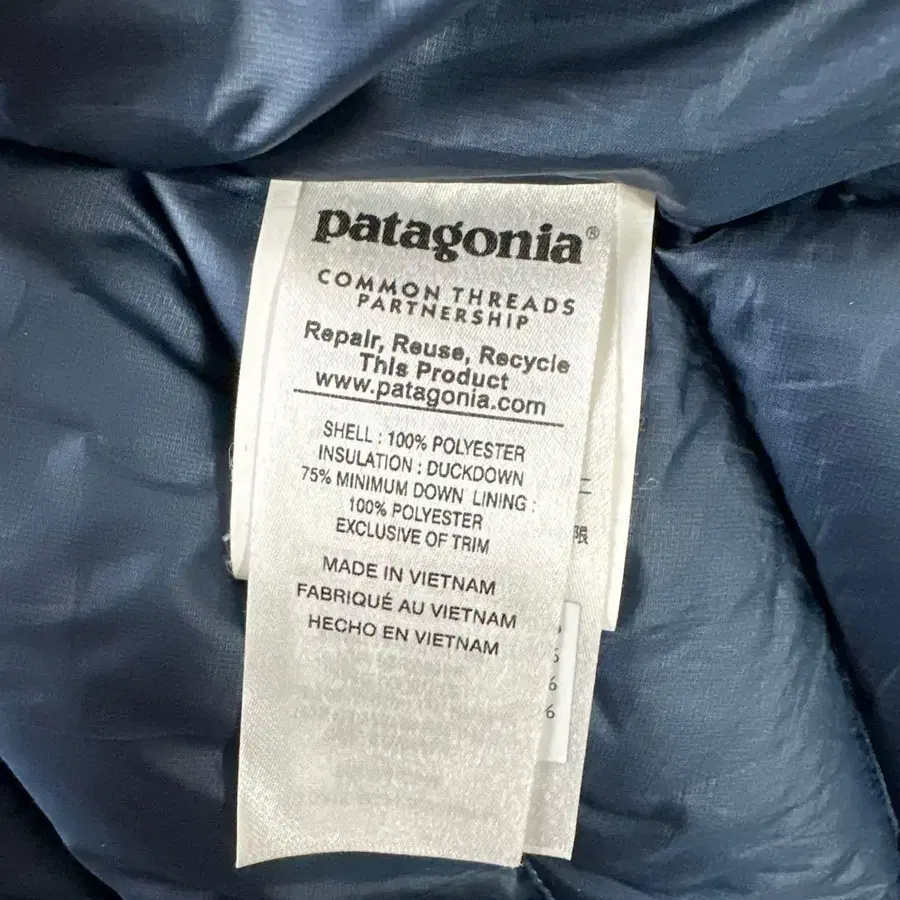 patagonia®
COMMON THREADS
PARTNERSHIP
Repair, Reuse, Recycle
This Product
www.patagonia.com
SHELL : 100% POLYESTER
INSULATION : DUCKDOWN
75% MINIMUM DOWN LINING :
100% POLYESTER
EXCLUSIVE OF TRIM
MADE IN VIETNAM
FABRIQUÉ AU VIETNAM
HECHO EN VIETNAM
限